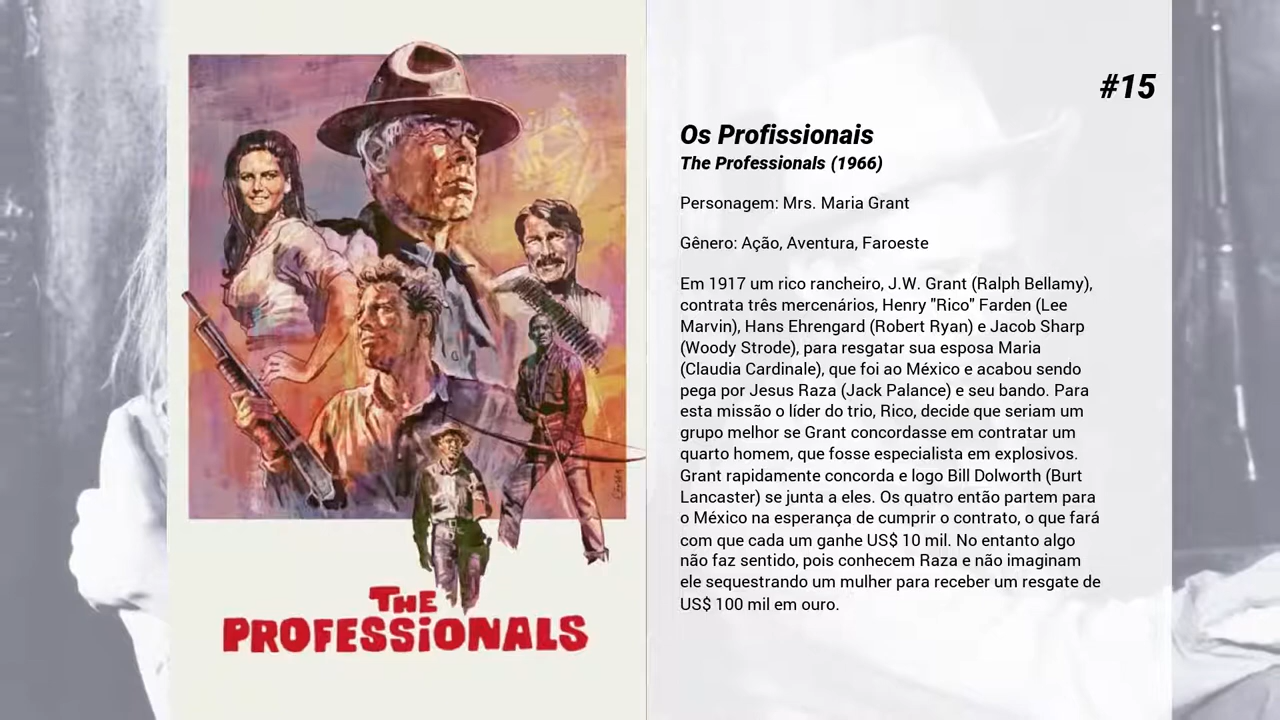 THE
PROFESSiONALS
#15
Os Profissionais
The Professionals (1966)
Personagem: Mrs. Maria Grant
Gênero: Ação, Aventura, Faroeste
Em 1917 um rico rancheiro, J.W. Grant (Ralph Bellamy),
contrata três mercenários, Henry "Rico" Farden (Lee
Marvin), Hans Ehrengard (Robert Ryan) e Jacob Sharp
(Woody Strode), para resgatar sua esposa Maria
(Claudia Cardinale), que foi ao México e acabou sendo
pega por Jesus Raza (Jack Palance) e seu bando. Para
esta missão o líder do trio, Rico, decide que seriam um
grupo melhor se Grant concordasse em contratar um
quarto homem, que fosse especialista em explosivos.
Grant rapidamente concorda e logo Bill Dolworth (Burt
Lancaster) se junta a eles. Os quatro então partem para
o México na esperança de cumprir o contrato, o que fará
com que cada um ganhe US$ 10 mil. No entanto algo
não faz sentido, pois conhecem Raza e não imaginam
ele sequestrando um mulher para receber um resgate de
US$ 100 mil em ouro.